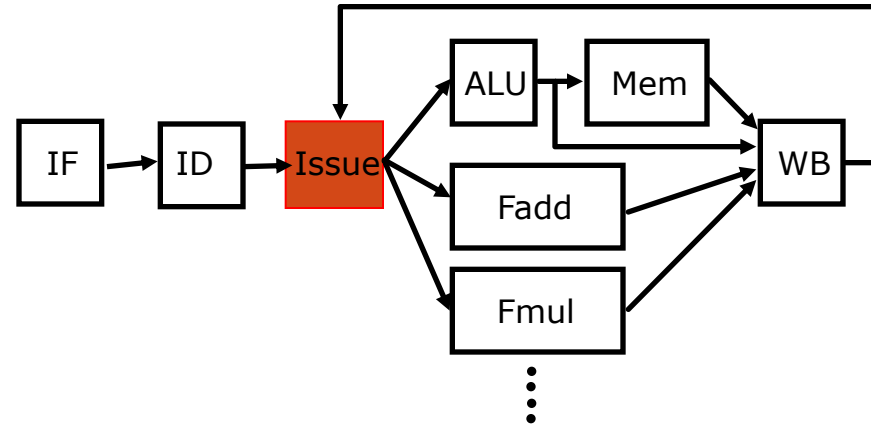 IF
ID
Issue
ALU
Mem
Fadd
Fmul
WB